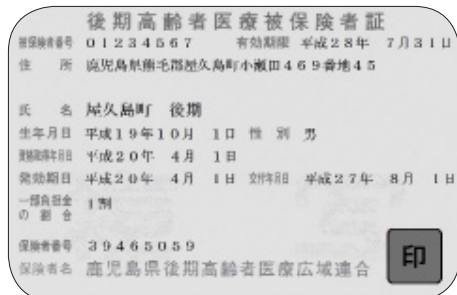 後期高齢者医療被保険者証
被保険者番号 01234567 有効期限 平成28年 7月31日
住 所 鹿児島県熊毛郡屋久島町小瀬田469番地45
氏 名 屋久島町 後期
生年月日 平成19年10月 1日 性 別 男
資格取得年月日 平成20年 4月 1日
発効期日 平成20年 4月 1日 交付年月日 平成27年 8月 1日
一部負担金 1割
の 割 合
保険者番号 39465059
保険者名 鹿児島県後期高齢者医療広域連合
印